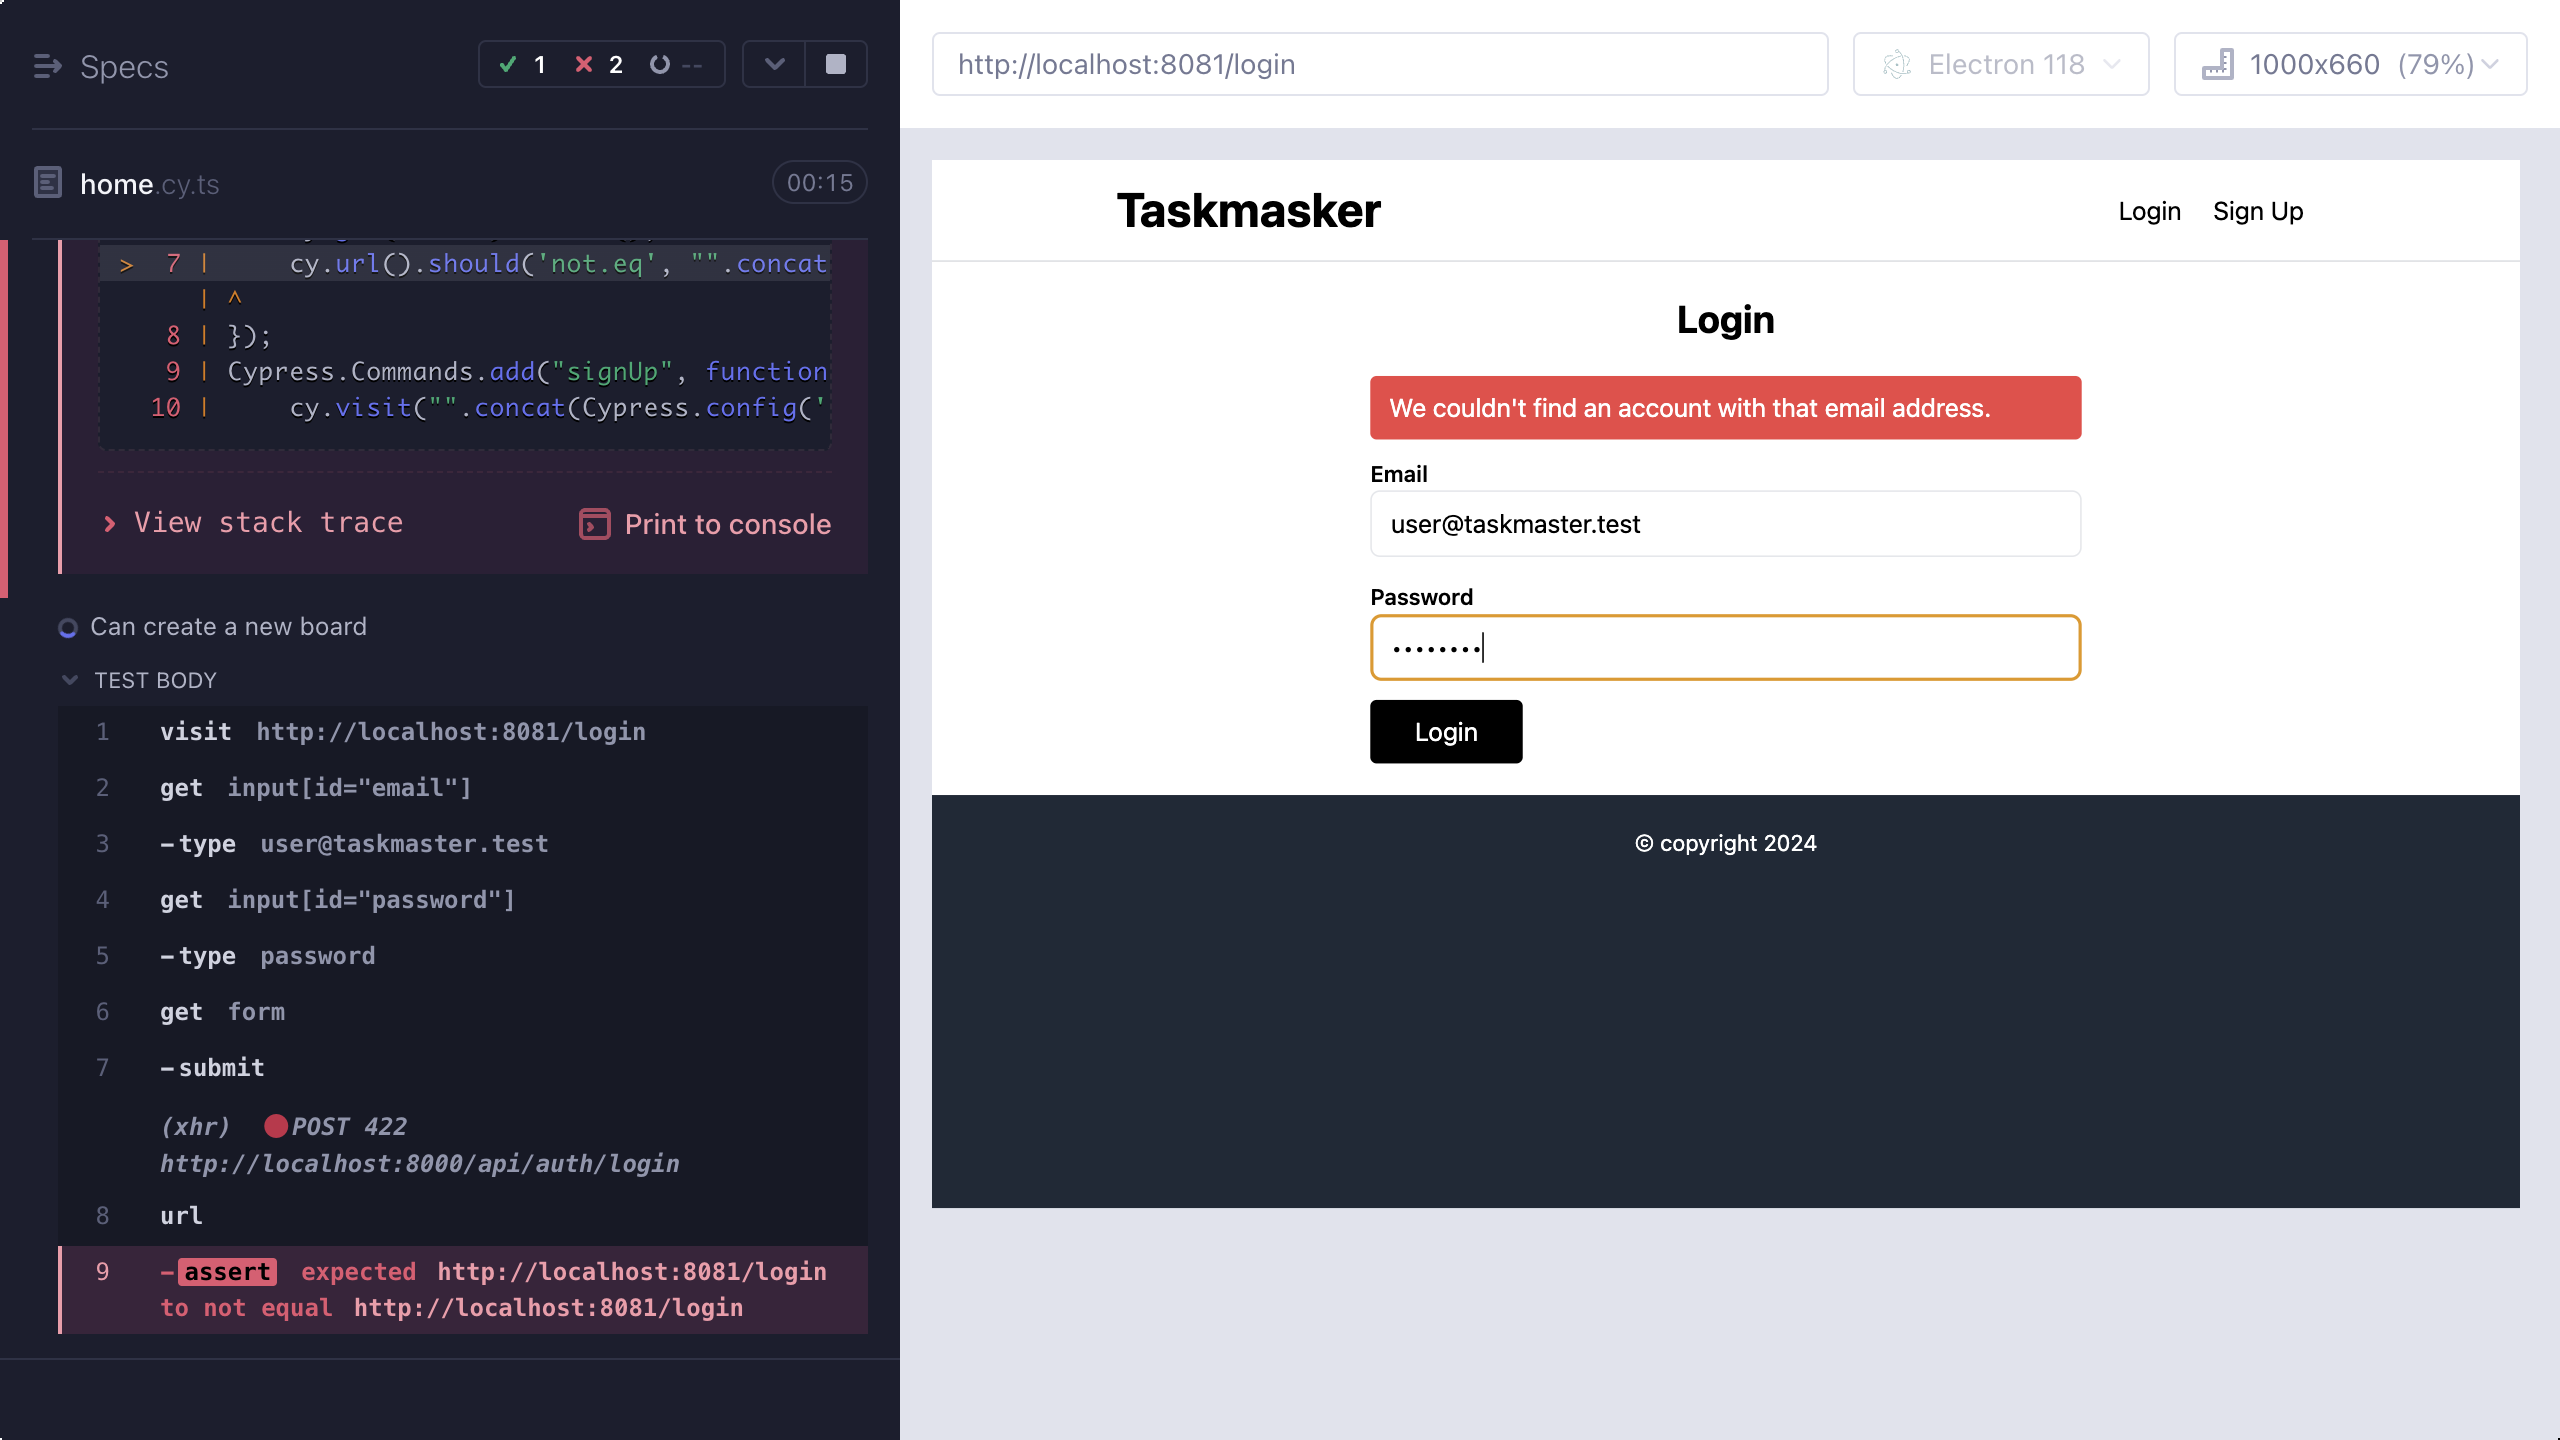 Specs
1 2 --
home.cy.ts
00:15
> 7 | cy.url().should('not.eq', "".concat
| ^
8 | });
9 | Cypress.Commands.add("signUp", function
10 | cy.visit("".concat(Cypress.config('
View stack trace
Print to console
Can create a new board
TEST BODY
1 visit http://localhost:8081/login
2 get input[id="email"]
3 -type user@taskmaster.test
4 get input[id="password"]
5 -type password
6 get form
7 -submit
(xhr) POST 422
http://localhost:8000/api/auth/login
8 url
9 -assert expected http://localhost:8081/login
to not equal http://localhost:8081/login
http://localhost:8081/login
Electron 118
1000x660 (79%)
Taskmasker
Login Sign Up
Login
We couldn't find an account with that email address.
Email
user@taskmaster.test
Password
••••••••
Login
© copyright 2024